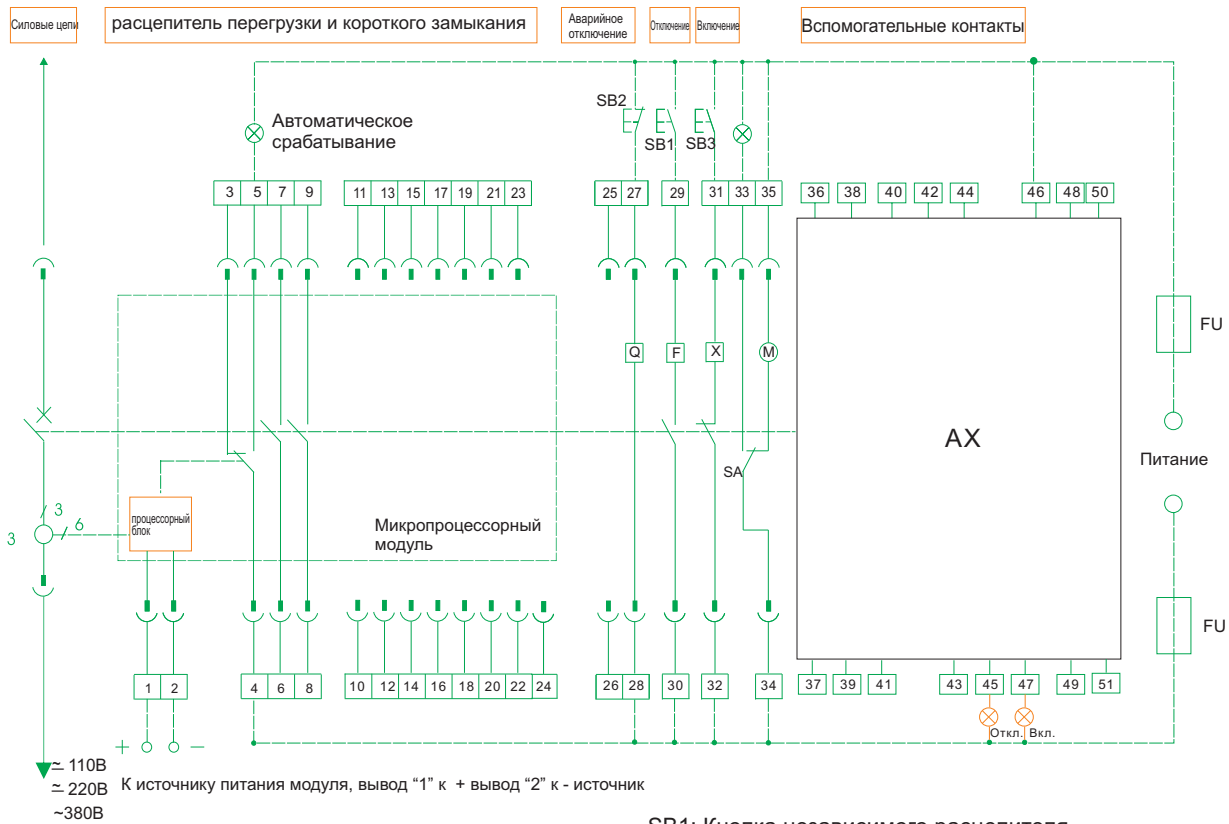 Силовые цепи
расцепитель перегрузки и короткого замыкания
Аварийное
отключение
Отключение
Включение
Вспомогательные контакты
Автоматическое
срабатывание
SB2
SB1
SB3
3 5 7 9 11 13 15 17 19 21 23 25 27 29 31 33 35
36 38 40 42 44 46 48 50
FU
Q F X M
AX
Питание
SA
3
6
3
процессорный
блок
Микропроцессорный
модуль
FU
1 2 4 6 8 10 12 14 16 18 20 22 24 26 28 30 32 34
37 39 41 43 45 47 49 51
Откл. Вкл.
+ −
≃ 110В
≃ 220В
~380В
К источнику питания модуля, вывод “1” к + вывод “2” к - источник
SB1: Кнопка независимого расцепителя